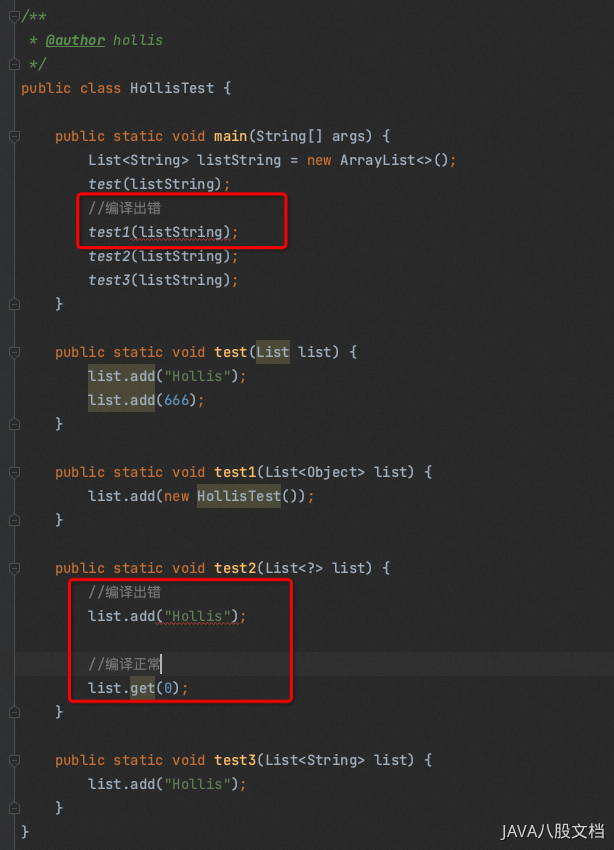 /**
 * @author hollis
 */
public class HollisTest {
    public static void main(String[] args) {
        List<String> listString = new ArrayList<>();
        test(listString);
        //编译出错
        test1(listString);
        test2(listString);
        test3(listString);
    }
    public static void test(List list) {
        list.add("Hollis");
        list.add(666);
    }
    public static void test1(List<Object> list) {
        list.add(new HollisTest());
    }
    public static void test2(List<?> list) {
        //编译出错
        list.add("Hollis");
        //编译正常
        list.get(0);
    }
    public static void test3(List<String> list) {
        list.add("Hollis");
    }
}
JAVA八股文档